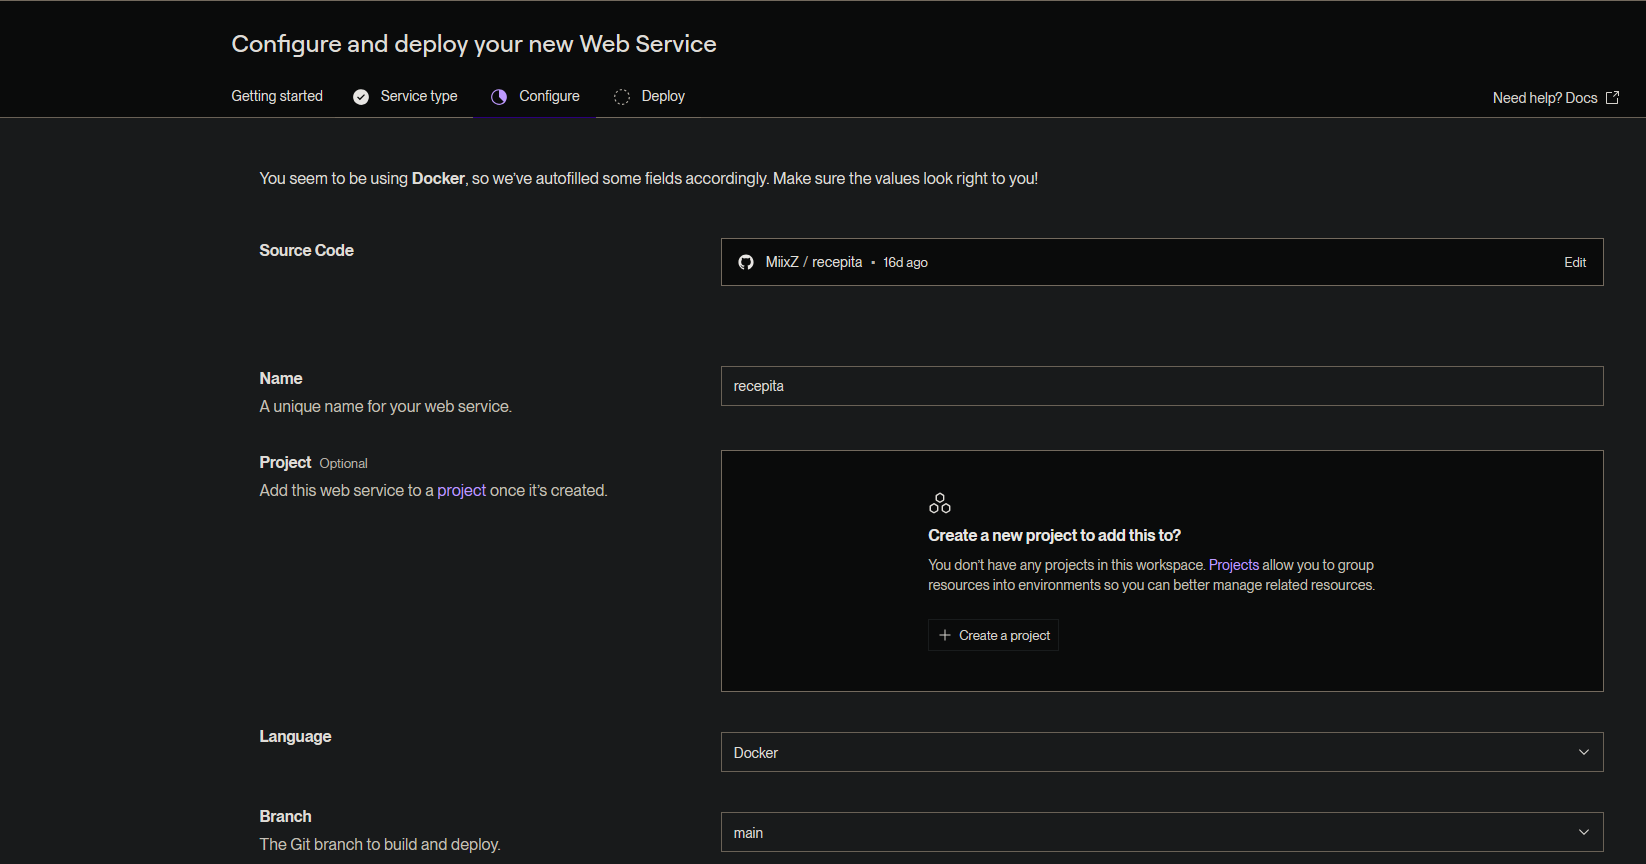 Configure and deploy your new Web Service
Getting started Service type Configure Deploy
Need help? Docs
You seem to be using Docker, so we've autofilled some fields accordingly. Make sure the values look right to you!
Source Code
MiixZ / recepita • 16d ago Edit
Name
A unique name for your web service.
recepita
Project Optional
Add this web service to a project once it's created.
Create a new project to add this to?
You don't have any projects in this workspace. Projects allow you to group
resources into environments so you can better manage related resources.
+ Create a project
Language
Docker
Branch
The Git branch to build and deploy.
main